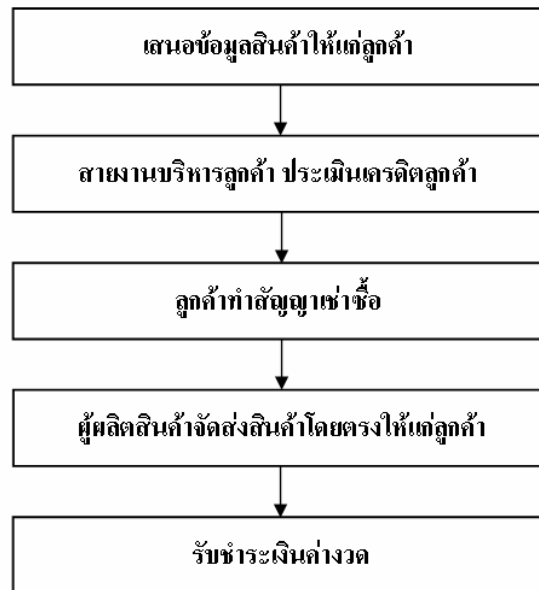 เสนอข้อมูลสินค้าให้แก่ลูกค้า
สายงานบริหารลูกค้า ประเมินเครดิตลูกค้า
ลูกค้าทำสัญญาเช่าซื้อ
ผู้ผลิตสินค้าจัดส่งสินค้าโดยตรงให้แก่ลูกค้า
รับชำระเงินค่างวด